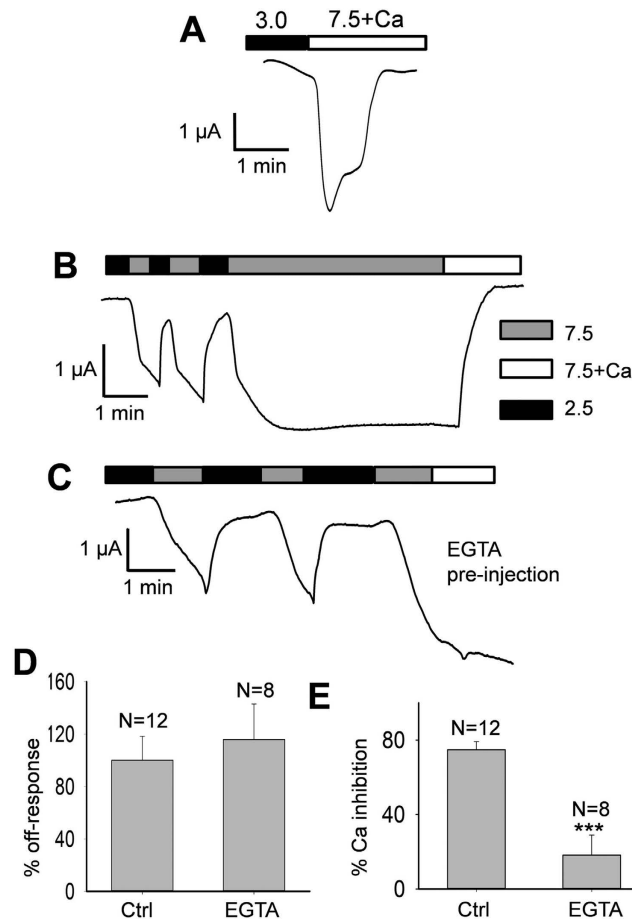 A
3.0 7.5+Ca
1 µA
1 min
B
7.5
7.5+Ca
2.5
1 µA
1 min
C
1 µA
1 min
EGTA
pre-injection
D
160
120
80
40
0
% off-response
N=12
N=8
Ctrl EGTA
E
80
40
0
% Ca inhibition
N=12
N=8
***
Ctrl EGTA